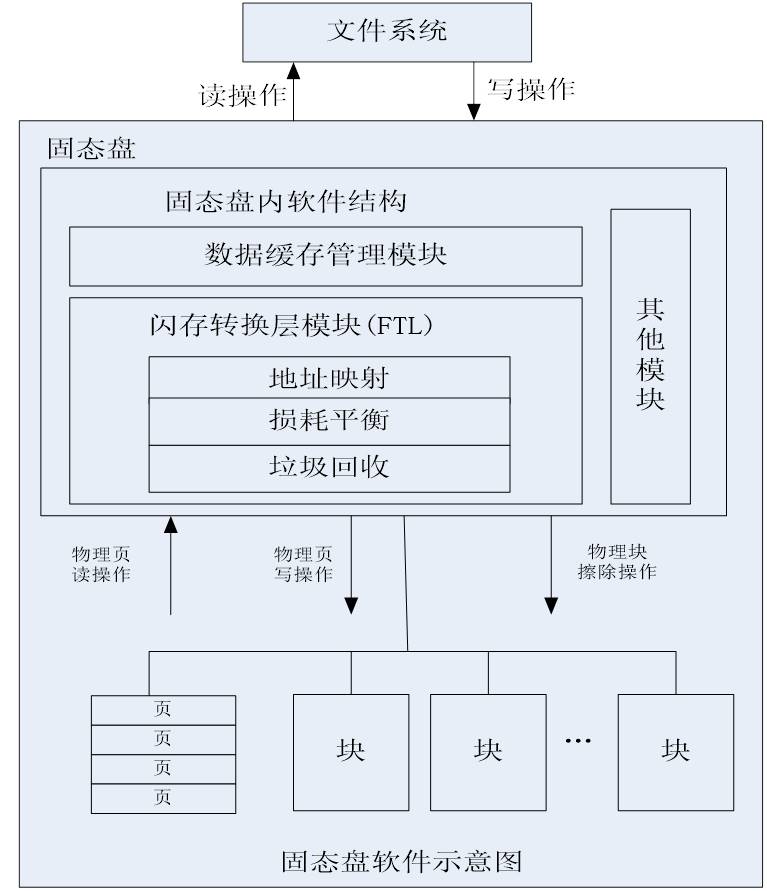 文件系统
读操作
写操作
固态盘
固态盘内软件结构
数据缓存管理模块
闪存转换层模块(FTL)
地址映射
损耗平衡
垃圾回收
其他模块
物理页
读操作
物理页
写操作
物理块
擦除操作
页
页
页
页
块
块
...
块
固态盘软件示意图